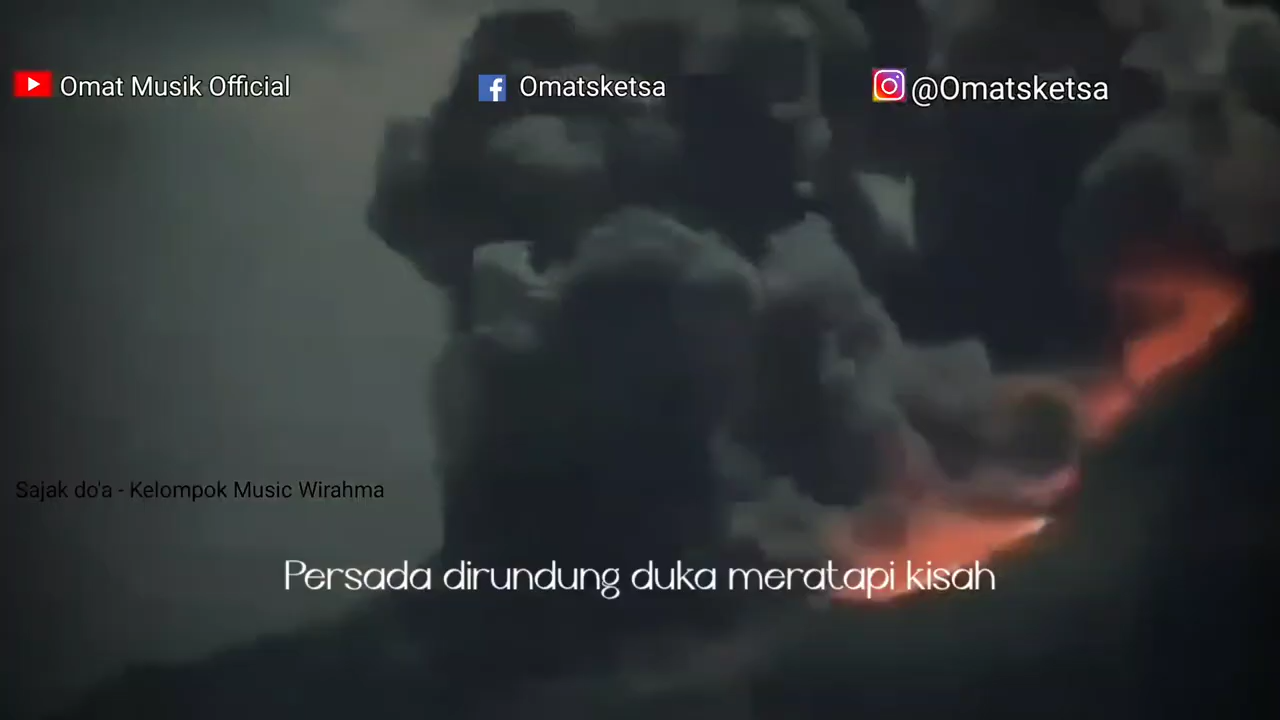 Omat Musik Official
Omatsketsa
@Omatsketsa
Sajak do'a - Kelompok Music Wirahma
Persada dirundung duka meratapi kisah